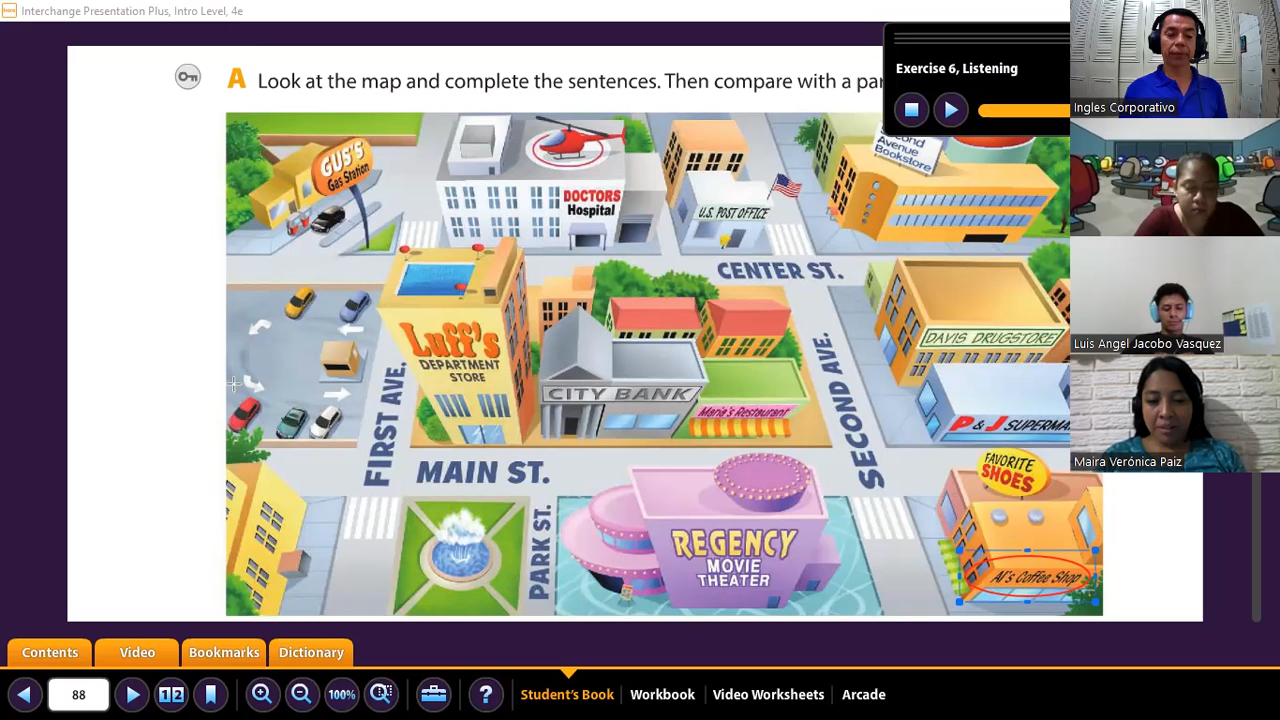 Interchange Presentation Plus, Intro Level, 4e
A Look at the map and complete the sentences. Then compare with a
Exercise 6, Listening
Ingles Corporativo
Luis Angel Jacobo Vasquez
Maira Verónica Paiz
GUS'S
Gas Station
DOCTORS
Hospital
U.S. POST OFFICE
Avenue
Bookstore
CENTER ST.
Luff's
DEPARTMENT
STORE
CITY BANK
Maria's Restaurant
DAVIS DRUGSTORE
P & J
FIRST AVE.
SECOND AVE.
MAIN ST.
PARK ST.
REGENCY
MOVIE
THEATER
FAVORITE
SHOES
Al's Coffee Shop
Contents
Video
Bookmarks
Dictionary
88
1 2
100%
?
Student's Book
Workbook
Video Worksheets
Arcade